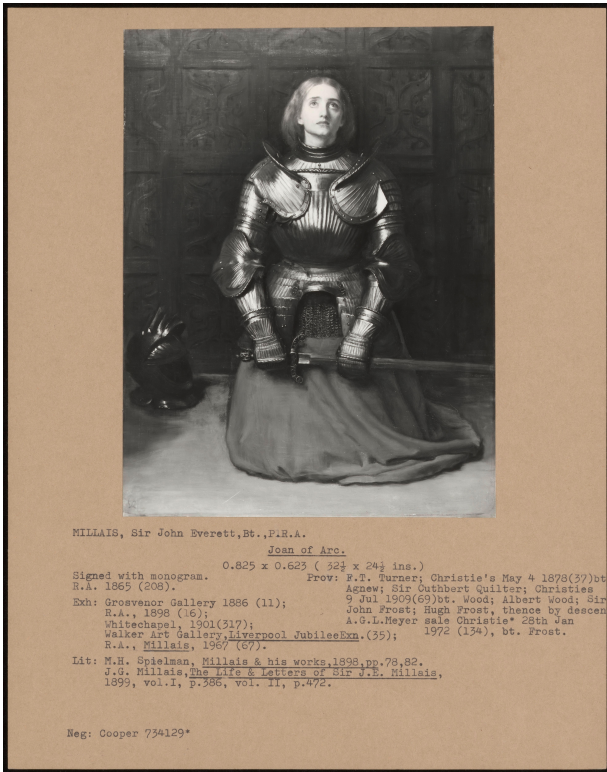 MILLAIS, Sir John Everett,Bt.,P.R.A.
Joan of Arc.
0.825 x 0.623 ( 32½ x 24½ ins.)
Signed with monogram.
R.A. 1865 (208).
Exh: Grosvenor Gallery 1886 (11);
R.A., 1898 (16);
Whitechapel, 1901(317);
Walker Art Gallery,Liverpool JubileeExn.(35);
R.A., Millais, 1967 (67).
Prov: F.T. Turner; Christie's May 4 1878(37)bt
Agnew; Sir Cuthbert Quilter; Christies
9 Jul 1909(69)bt. Wood; Albert Wood; Sir
John Frost; Hugh Frost, thence by descen
A.G.L.Meyer sale Christie* 28th Jan
1972 (134), bt. Frost.
Lit: M.H. Spielman, Millais & his works,1898,pp.78,82.
J.G. Millais,The Life & Letters of Sir J.E. Millais,
1899, vol.I, p.386, vol. II, p.472.
Neg: Cooper 734129*